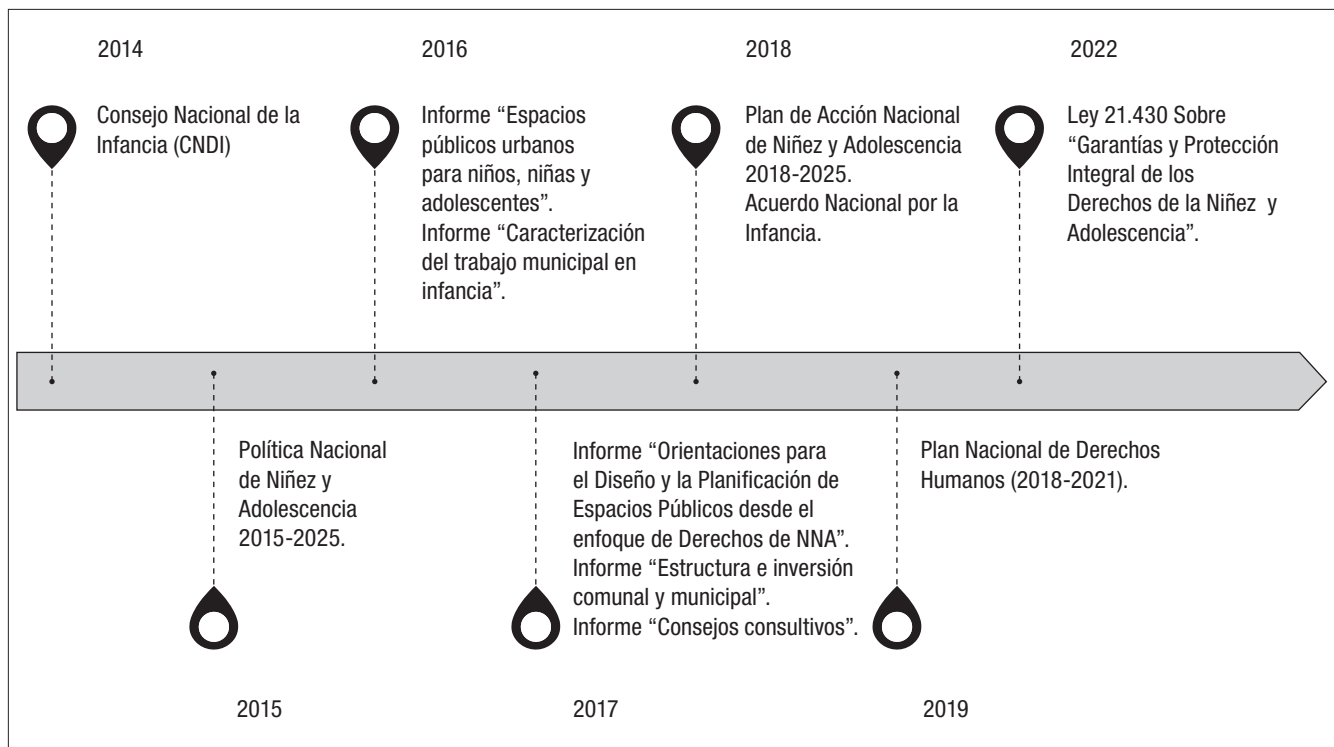 2014
Consejo Nacional de la
Infancia (CNDI)
2016
Informe “Espacios
públicos urbanos
para niños, niñas y
adolescentes”.
Informe “Caracterización
del trabajo municipal en
infancia”.
2018
Plan de Acción Nacional
de Niñez y Adolescencia
2018-2025.
Acuerdo Nacional por la
Infancia.
2022
Ley 21.430 Sobre
“Garantías y Protección
Integral de los
Derechos de la Niñez y
Adolescencia”.
Política Nacional
de Niñez y
Adolescencia
2015-2025.
2015
Informe “Orientaciones para
el Diseño y la Planificación de
Espacios Públicos desde el
enfoque de Derechos de NNA”.
Informe “Estructura e inversión
comunal y municipal”.
Informe “Consejos consultivos”.
2017
Plan Nacional de Derechos
Humanos (2018-2021).
2019